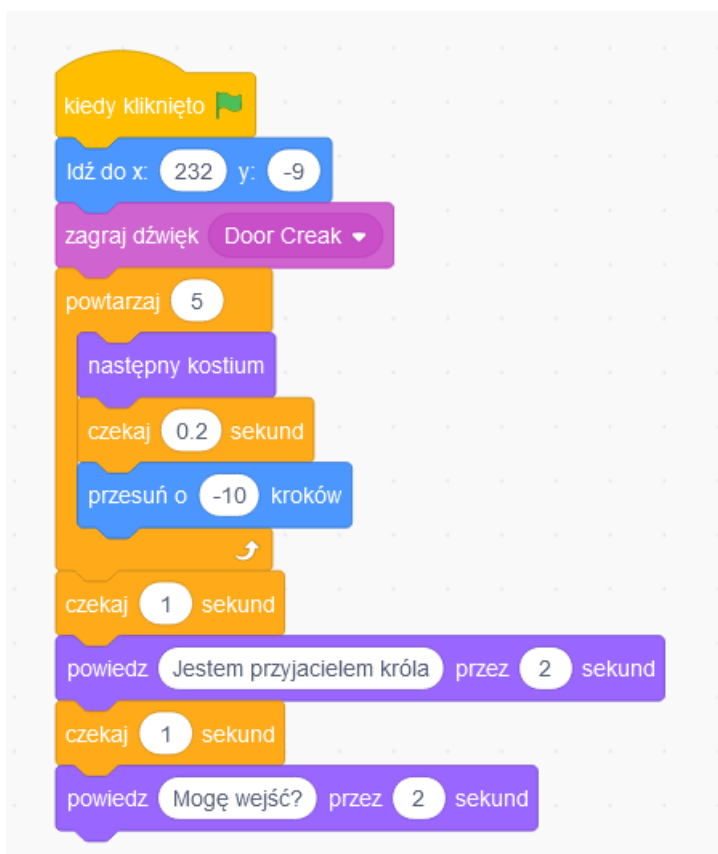 kiedy kliknięto
Idź do x: 232 y: -9
zagraj dźwięk Door Creak
powtarzaj 5
następny kostium
czekaj 0.2 sekund
przesuń o -10 kroków
czekaj 1 sekund
powiedz Jestem przyjacielem króla przez 2 sekund
czekaj 1 sekund
powiedz Mogę wejść? przez 2 sekund